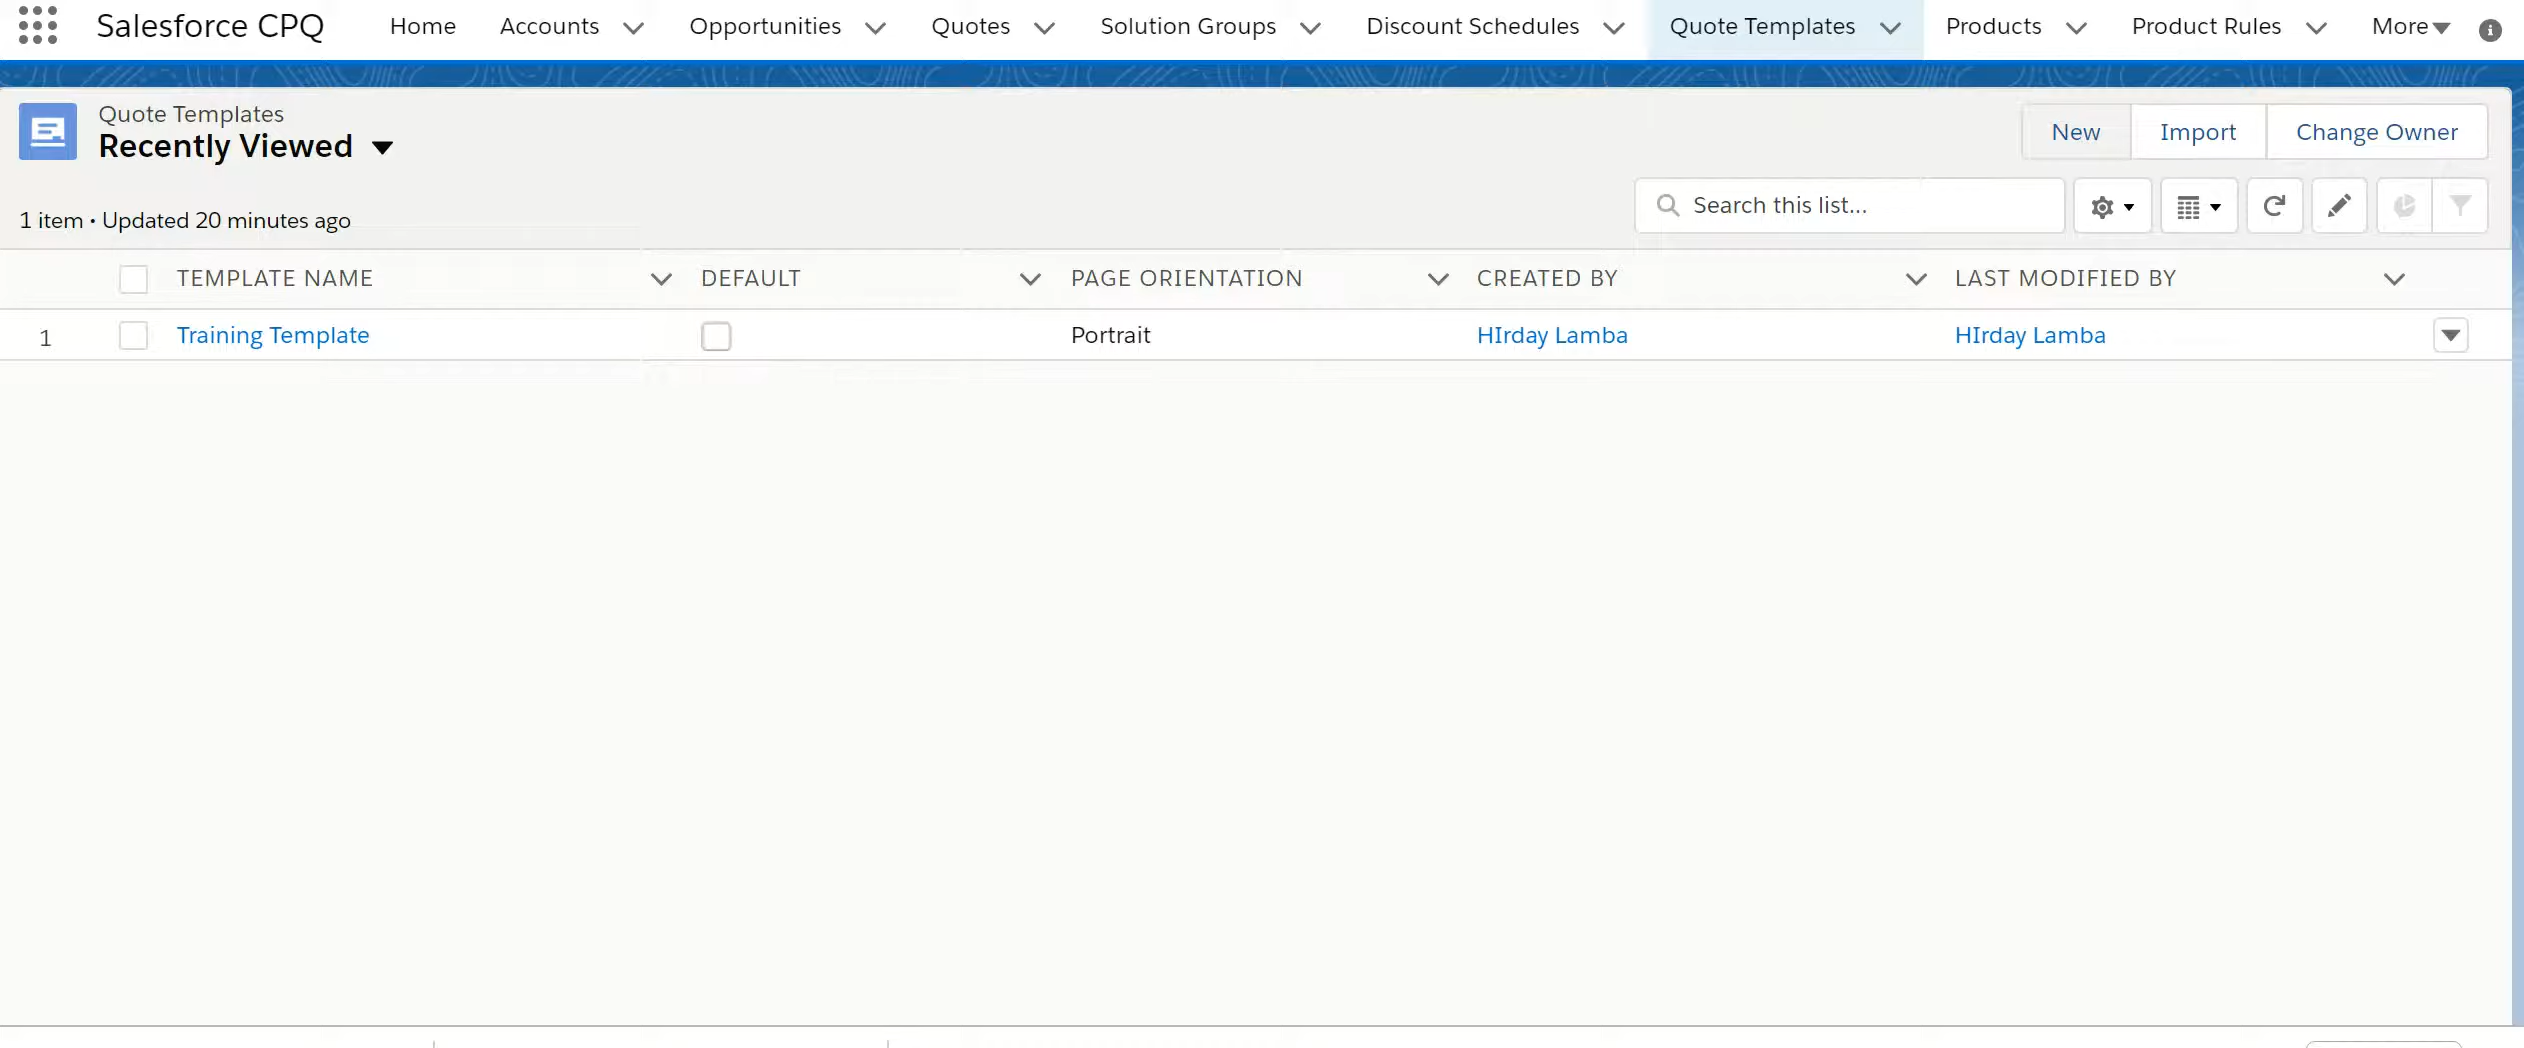 Salesforce CPQ Home Accounts Opportunities Quotes Solution Groups Discount Schedules Quote Templates Products Product Rules More
Quote Templates
Recently Viewed
New Import Change Owner
1 item • Updated 20 minutes ago
Search this list...
TEMPLATE NAME DEFAULT PAGE ORIENTATION CREATED BY LAST MODIFIED BY
1 Training Template Portrait HIrday Lamba HIrday Lamba